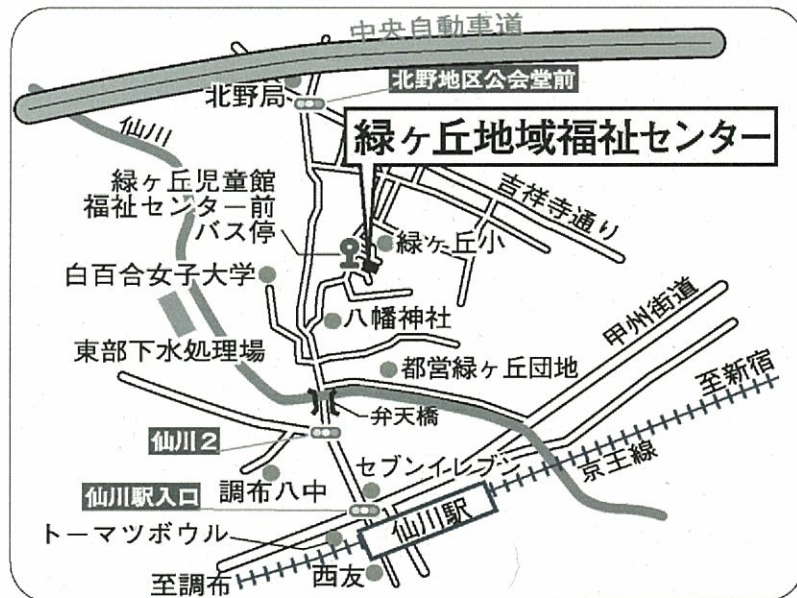 中央自動車道
北野局
北野地区公会堂前
仙川
緑ヶ丘地域福祉センター
緑ヶ丘児童館
福祉センター前
バス停
緑ヶ丘小
吉祥寺通り
白百合女子大学
八幡神社
甲州街道
東部下水処理場
都営緑ヶ丘団地
至新宿
弁天橋
仙川2
京王線
セブンイレブン
調布八中
仙川駅入口
仙川駅
トーマツボウル
西友
至調布